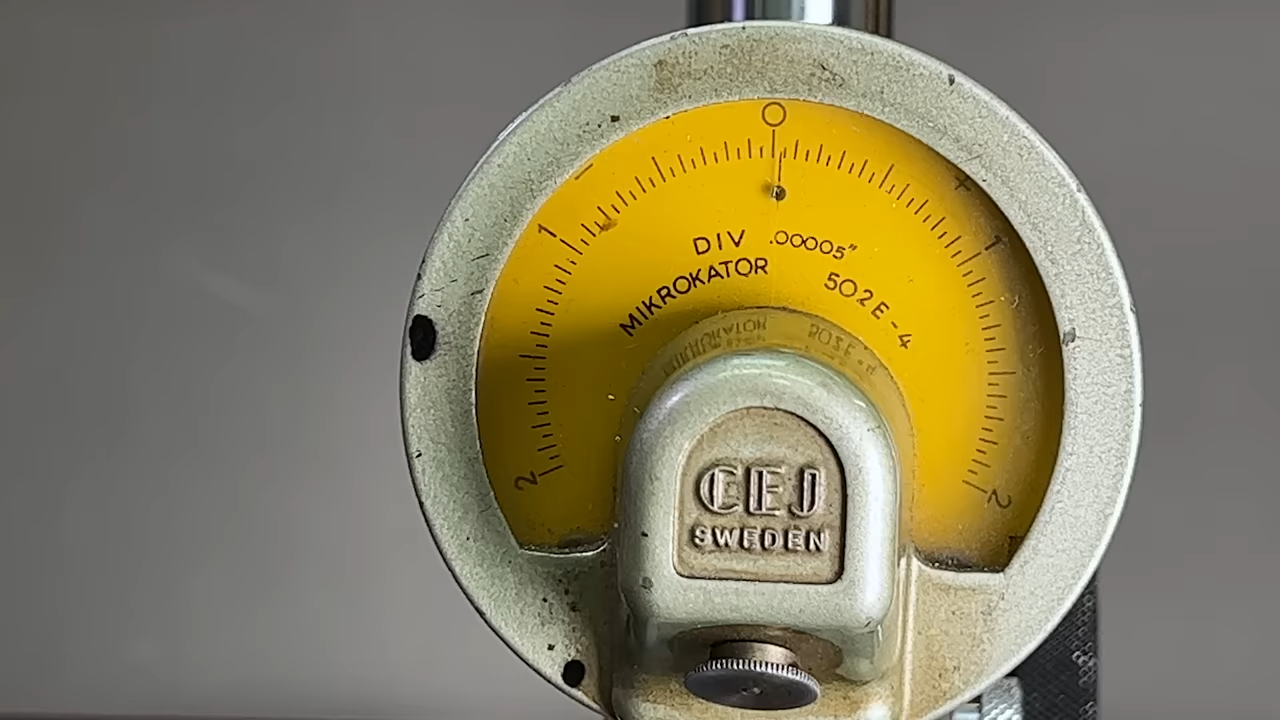 0
- +
1 1
DIV .00005"
MIKROKATOR 502E-4
2 2
CEJ
SWEDEN